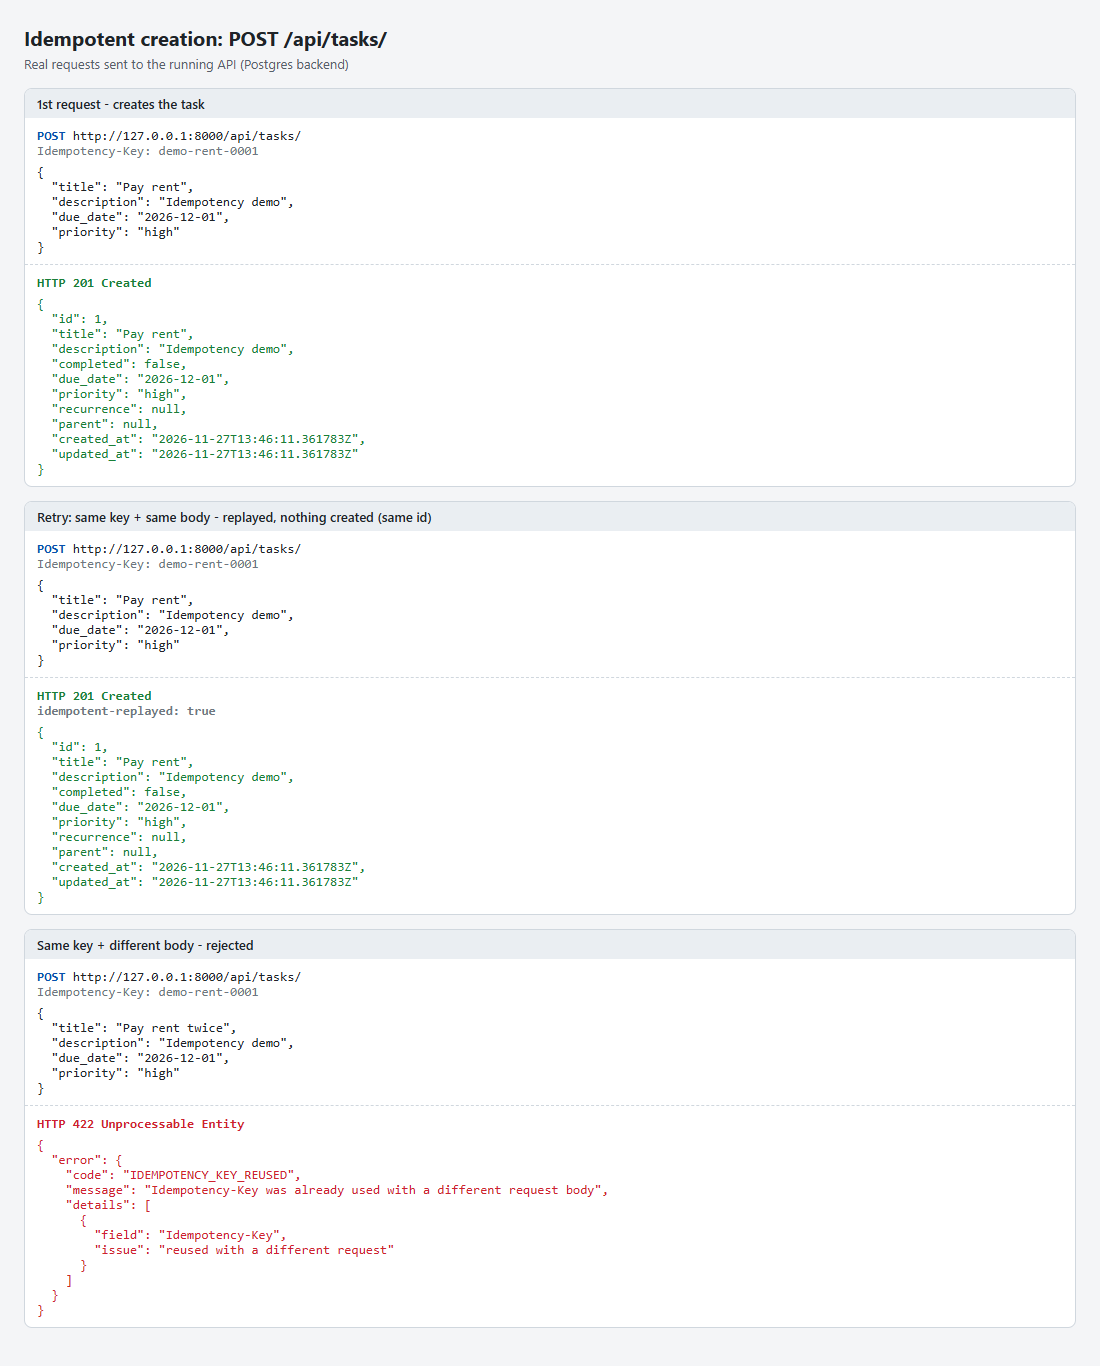 Idempotent creation: POST /api/tasks/
Real requests sent to the running API (Postgres backend)
1st request - creates the task
POST http://127.0.0.1:8000/api/tasks/
Idempotency-Key: demo-rent-0001
{
  "title": "Pay rent",
  "description": "Idempotency demo",
  "due_date": "2026-12-01",
  "priority": "high"
}
HTTP 201 Created
{
  "id": 1,
  "title": "Pay rent",
  "description": "Idempotency demo",
  "completed": false,
  "due_date": "2026-12-01",
  "priority": "high",
  "recurrence": null,
  "parent": null,
  "created_at": "2026-11-27T13:46:11.361783Z",
  "updated_at": "2026-11-27T13:46:11.361783Z"
}
Retry: same key + same body - replayed, nothing created (same id)
POST http://127.0.0.1:8000/api/tasks/
Idempotency-Key: demo-rent-0001
{
  "title": "Pay rent",
  "description": "Idempotency demo",
  "due_date": "2026-12-01",
  "priority": "high"
}
HTTP 201 Created
idempotent-replayed: true
{
  "id": 1,
  "title": "Pay rent",
  "description": "Idempotency demo",
  "completed": false,
  "due_date": "2026-12-01",
  "priority": "high",
  "recurrence": null,
  "parent": null,
  "created_at": "2026-11-27T13:46:11.361783Z",
  "updated_at": "2026-11-27T13:46:11.361783Z"
}
Same key + different body - rejected
POST http://127.0.0.1:8000/api/tasks/
Idempotency-Key: demo-rent-0001
{
  "title": "Pay rent twice",
  "description": "Idempotency demo",
  "due_date": "2026-12-01",
  "priority": "high"
}
HTTP 422 Unprocessable Entity
{
  "error": {
    "code": "IDEMPOTENCY_KEY_REUSED",
    "message": "Idempotency-Key was already used with a different request body",
    "details": [
      {
        "field": "Idempotency-Key",
        "issue": "reused with a different request"
      }
    ]
  }
}